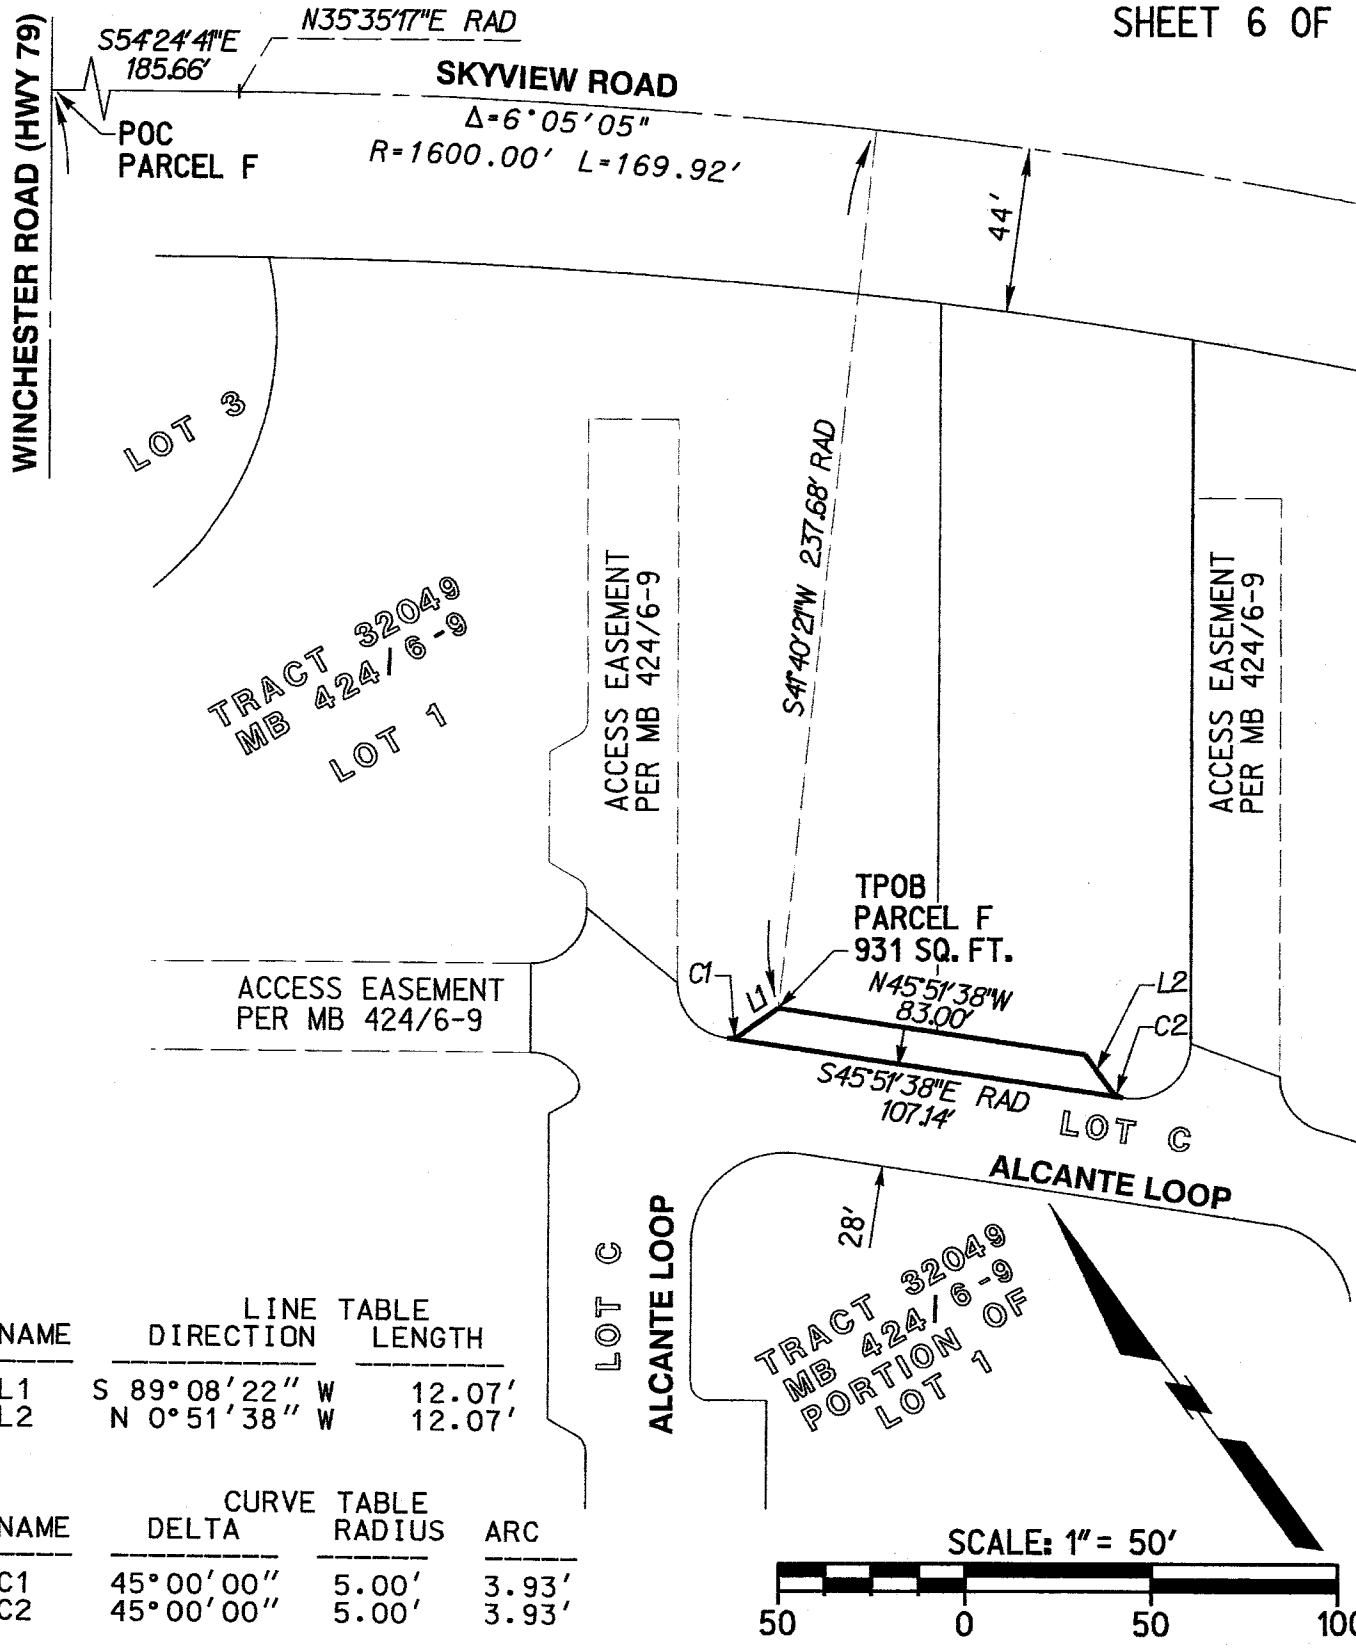 SHEET 6 OF
WINCHESTER ROAD (HWY 79)
S54°24'41"E
185.66'
N35°35'17"E RAD
SKYVIEW ROAD
Δ=6°05'05"
R=1600.00' L=169.92'
POC
PARCEL F
44'
LOT 3
S41°40'21"W 237.68' RAD
ACCESS EASEMENT
PER MB 424/6-9
ACCESS EASEMENT
PER MB 424/6-9
TRACT 32049
MB 424/6-9
LOT 1
TPOB
PARCEL F
931 SQ. FT.
C1
L1
N45°51'38"W
83.00'
L2
C2
ACCESS EASEMENT
PER MB 424/6-9
S45°51'38"E RAD
107.14'
LOT C
ALCANTE LOOP
28'
LOT C
ALCANTE LOOP
TRACT 32049
MB 424/6-9
PORTION OF
LOT 1
LINE TABLE
NAME DIRECTION LENGTH
L1 S 89°08'22" W 12.07'
L2 N 0°51'38" W 12.07'
CURVE TABLE
NAME DELTA RADIUS ARC
C1 45°00'00" 5.00' 3.93'
C2 45°00'00" 5.00' 3.93'
SCALE: 1"= 50'
50 0 50 100